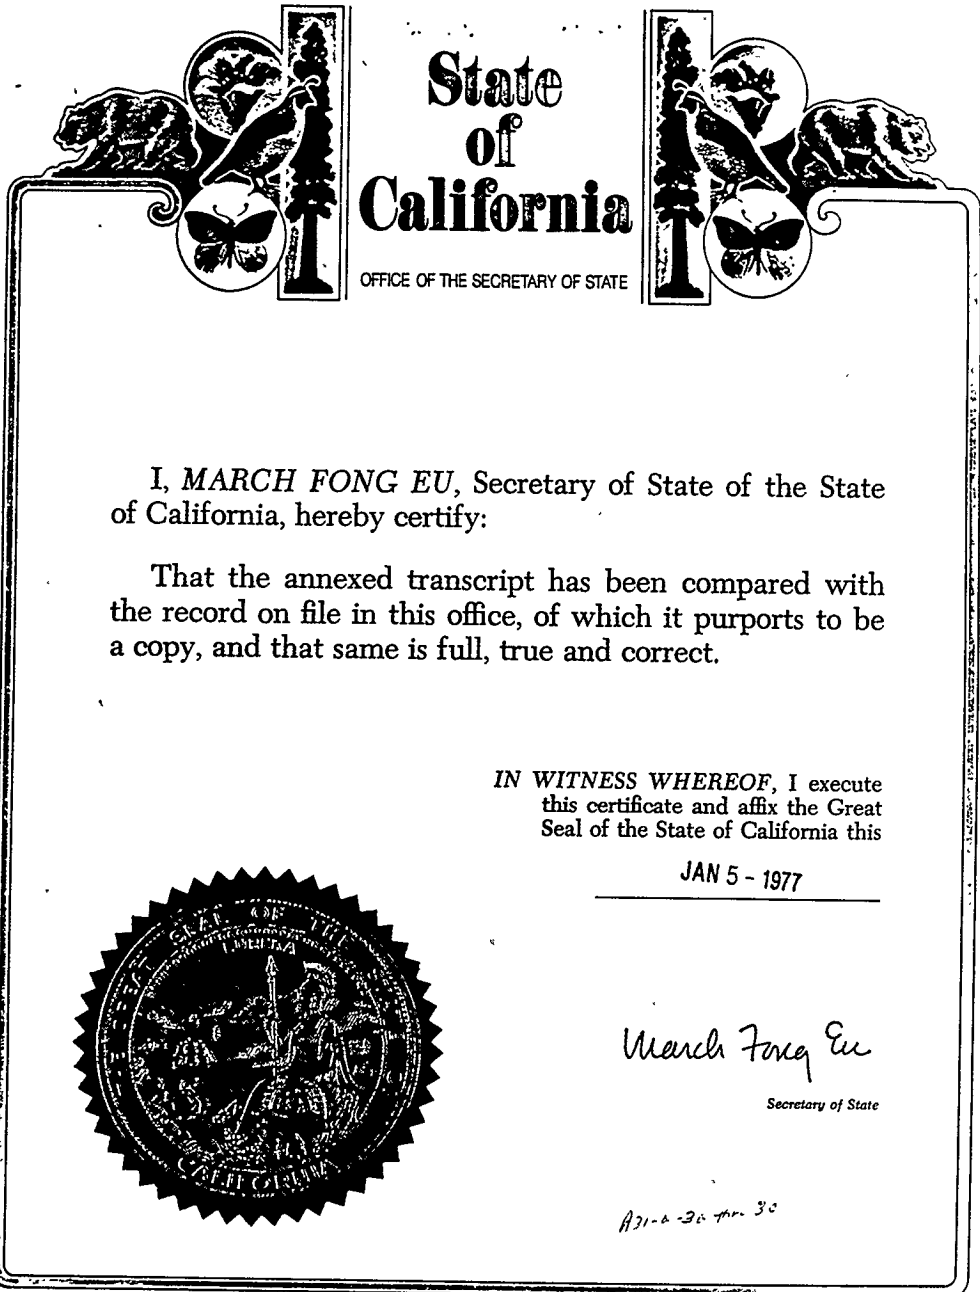 State
of
California
OFFICE OF THE SECRETARY OF STATE
I, MARCH FONG EU, Secretary of State of the State
of California, hereby certify:
That the annexed transcript has been compared with
the record on file in this office, of which it purports to be
a copy, and that same is full, true and correct.
IN WITNESS WHEREOF, I execute
this certificate and affix the Great
Seal of the State of California this
JAN 5 - 1977
SEAL OF THE
CALIFORNIA
March Fong Eu
Secretary of State